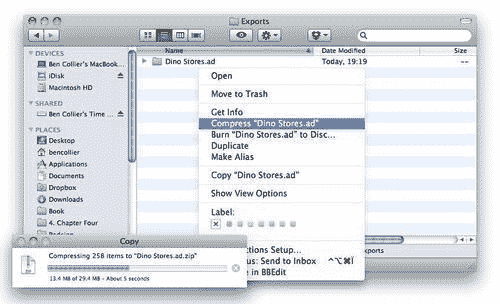 Exports
Name
Date Modified
Size
DEVICES
Ben Collier's MacBook...
iDisk
Macintosh HD
SHARED
Ben Collier's Time ...
PLACES
Desktop
bencollier
Applications
Documents
Dropbox
Downloads
Book
4. Chapter Four
Dino Stores.ad
Today, 19:19
--
Open
Move to Trash
Get Info
Compress "Dino Stores.ad"
Burn "Dino Stores.ad" to Disc...
Duplicate
Make Alias
Copy "Dino Stores.ad"
Show View Options
Label:
ctions Setup...
us: Send to Inbox ^⌥⌘Ï
e in BBEdit
xports
Copy
Compressing 258 items to "Dino Stores.ad.zip"
13.4 MB of 29.4 MB - About 5 seconds